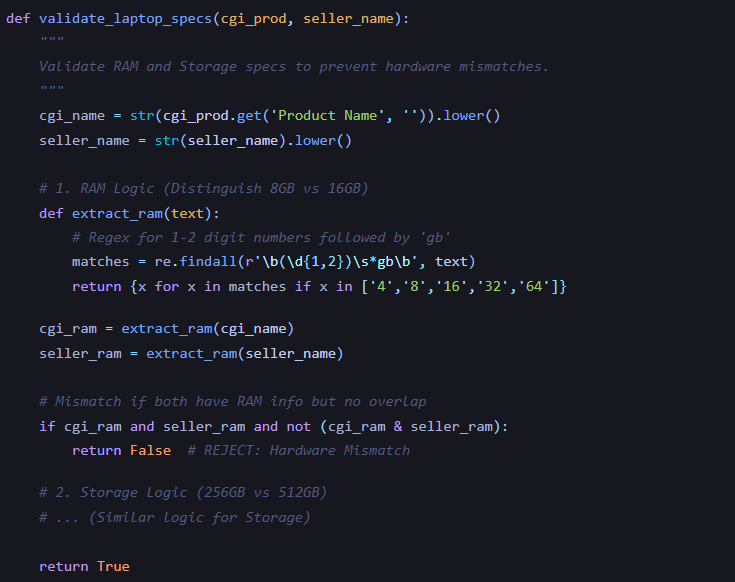 def validate_laptop_specs(cgi_prod, seller_name):
    """
    Validate RAM and Storage specs to prevent hardware mismatches.
    """
    cgi_name = str(cgi_prod.get('Product Name', '')).lower()
    seller_name = str(seller_name).lower()

    # 1. RAM Logic (Distinguish 8GB vs 16GB)
    def extract_ram(text):
        # Regex for 1-2 digit numbers followed by 'gb'
        matches = re.findall(r'\b(\d{1,2})\s*gb\b', text)
        return {x for x in matches if x in ['4','8','16','32','64']}

    cgi_ram = extract_ram(cgi_name)
    seller_ram = extract_ram(seller_name)

    # Mismatch if both have RAM info but no overlap
    if cgi_ram and seller_ram and not (cgi_ram & seller_ram):
        return False  # REJECT: Hardware Mismatch

    # 2. Storage Logic (256GB vs 512GB)
    # ... (Similar logic for Storage)

    return True